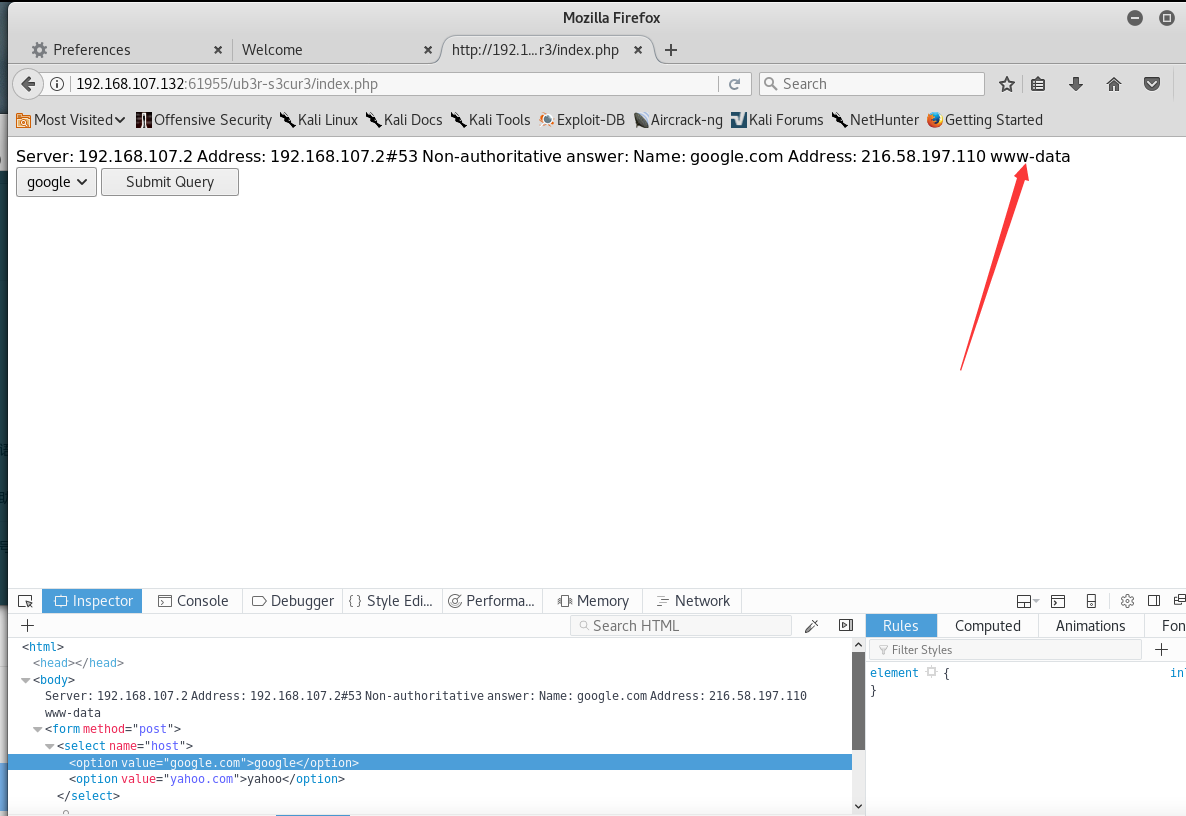 Mozilla Firefox
Preferences × Welcome × http://192.1...r3/index.php × +
192.168.107.132:61955/ub3r-s3cur3/index.php Search
Most Visited Offensive Security Kali Linux Kali Docs Kali Tools Exploit-DB Aircrack-ng Kali Forums NetHunter Getting Started
Server: 192.168.107.2 Address: 192.168.107.2#53 Non-authoritative answer: Name: google.com Address: 216.58.197.110 www-data
google Submit Query
Inspector Console Debugger { } Style Edi... Performa... Memory Network
+ Search HTML Rules Computed Animations Fon
<html>
<head></head>
Filter Styles +
<body>
element {
in
Server: 192.168.107.2 Address: 192.168.107.2#53 Non-authoritative answer: Name: google.com Address: 216.58.197.110
}
www-data
<form method="post">
<select name="host">
<option value="google.com">google</option>
<option value="yahoo.com">yahoo</option>
</select>